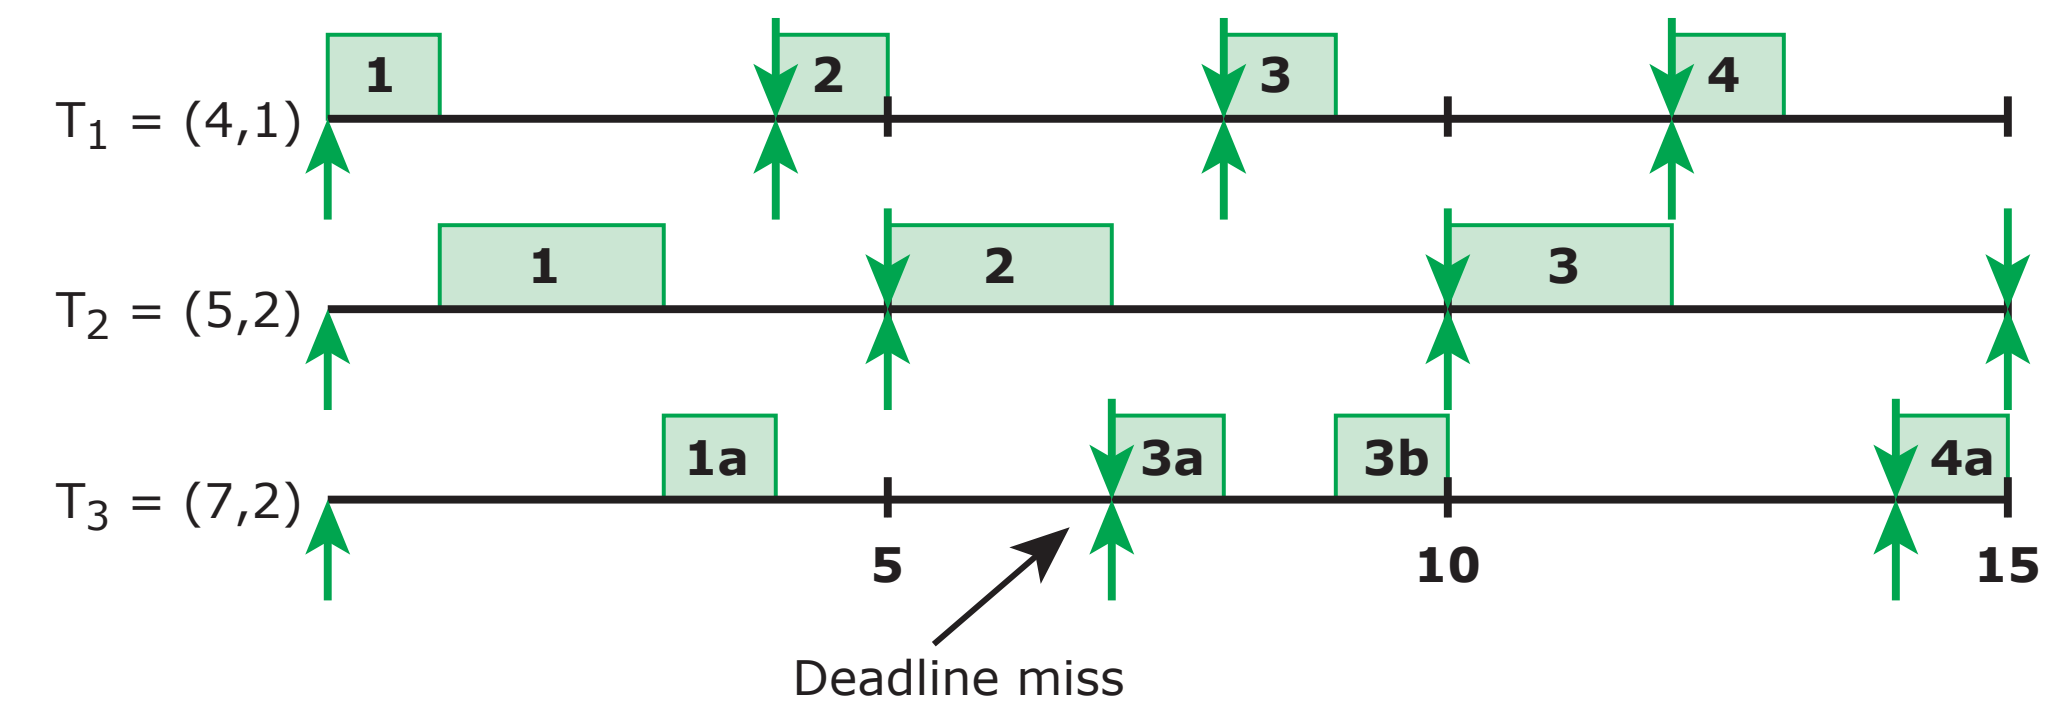 T₁ = (4,1) 1 2 3 4
T₂ = (5,2) 1 2 3
T₃ = (7,2) 1a 3a 3b 4a
5 10 15
Deadline miss